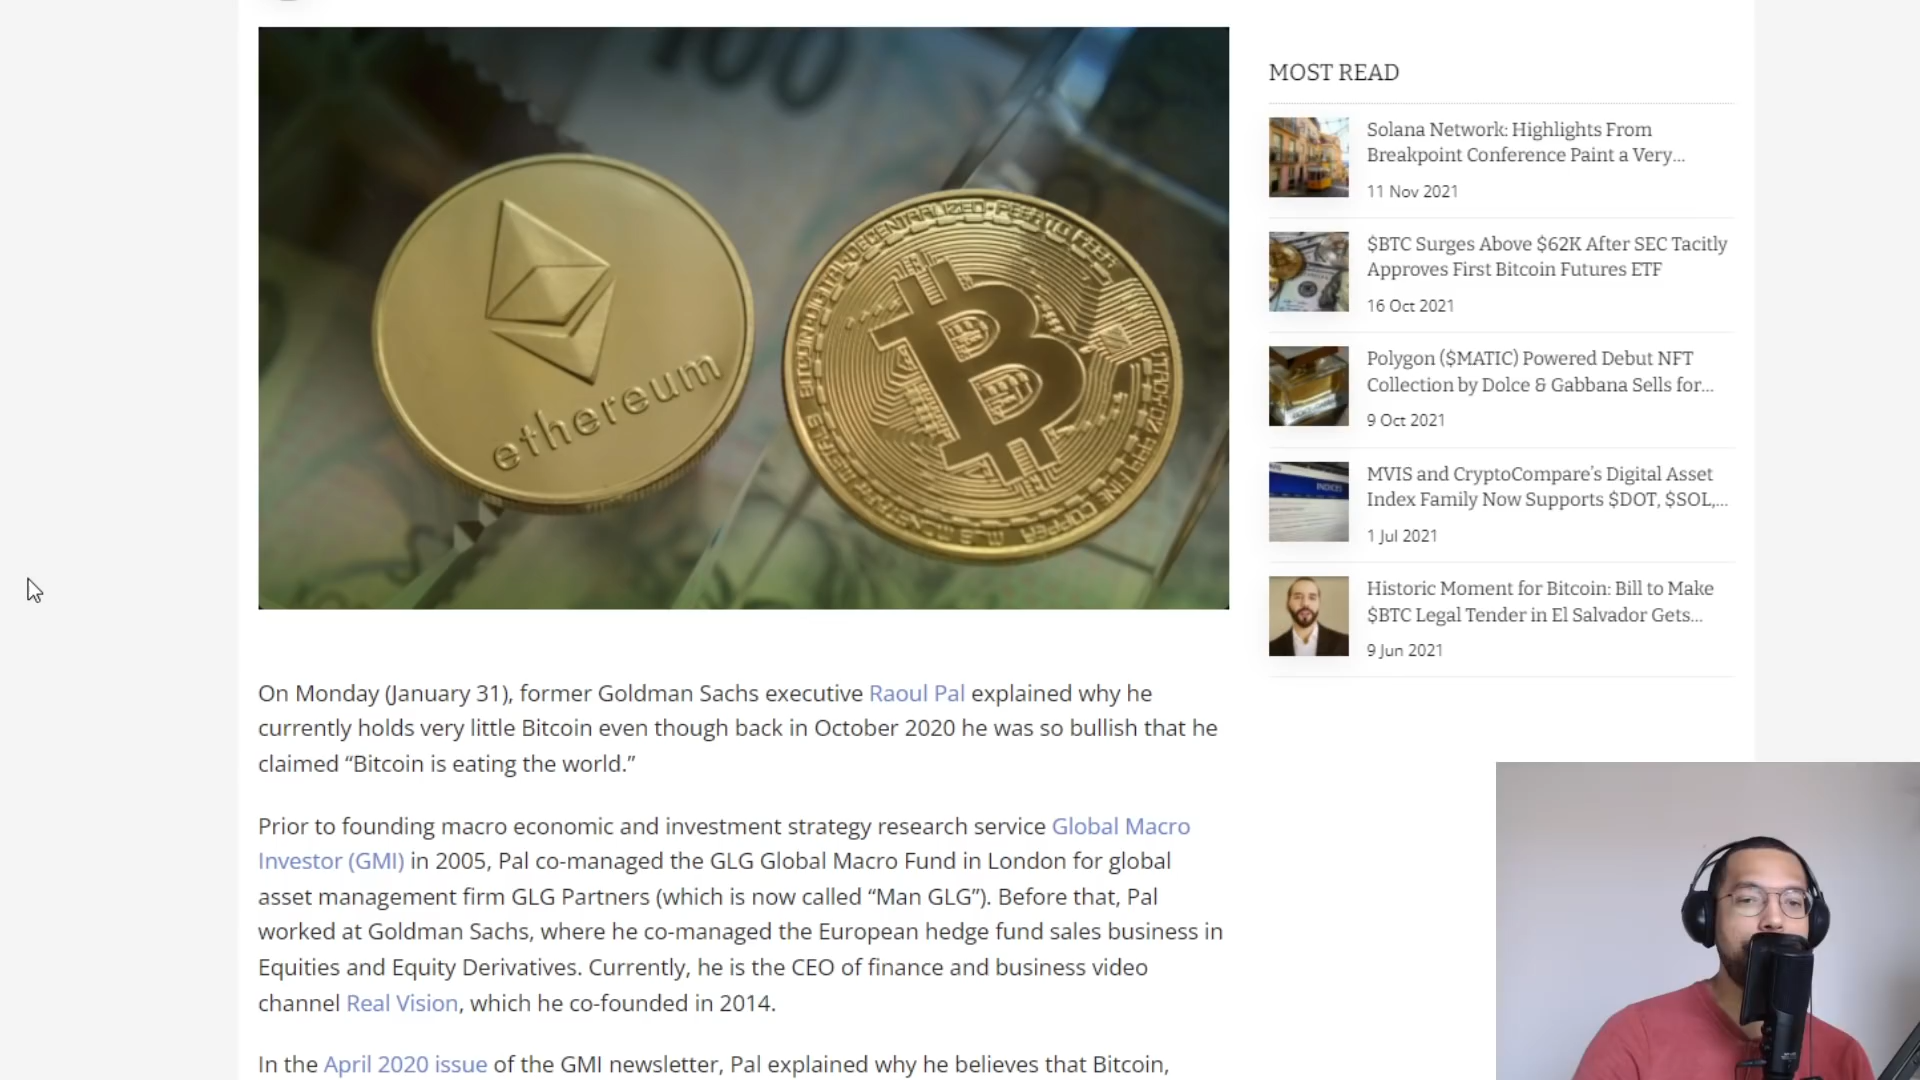 100
ethereum
BITCOIN·DIGITAL·DECENTRALIZED·PEER TO PEER
FINE COPPER
MOST READ
Solana Network: Highlights From
Breakpoint Conference Paint a Very...
11 Nov 2021
$BTC Surges Above $62K After SEC Tacitly
Approves First Bitcoin Futures ETF
16 Oct 2021
Polygon ($MATIC) Powered Debut NFT
Collection by Dolce & Gabbana Sells for...
9 Oct 2021
INDICES
MVIS and CryptoCompare’s Digital Asset
Index Family Now Supports $DOT, $SOL,...
1 Jul 2021
Historic Moment for Bitcoin: Bill to Make
$BTC Legal Tender in El Salvador Gets...
9 Jun 2021
On Monday (January 31), former Goldman Sachs executive Raoul Pal explained why he
currently holds very little Bitcoin even though back in October 2020 he was so bullish that he
claimed “Bitcoin is eating the world.”
Prior to founding macro economic and investment strategy research service Global Macro
Investor (GMI) in 2005, Pal co-managed the GLG Global Macro Fund in London for global
asset management firm GLG Partners (which is now called “Man GLG”). Before that, Pal
worked at Goldman Sachs, where he co-managed the European hedge fund sales business in
Equities and Equity Derivatives. Currently, he is the CEO of finance and business video
channel Real Vision, which he co-founded in 2014.
In the April 2020 issue of the GMI newsletter, Pal explained why he believes that Bitcoin,